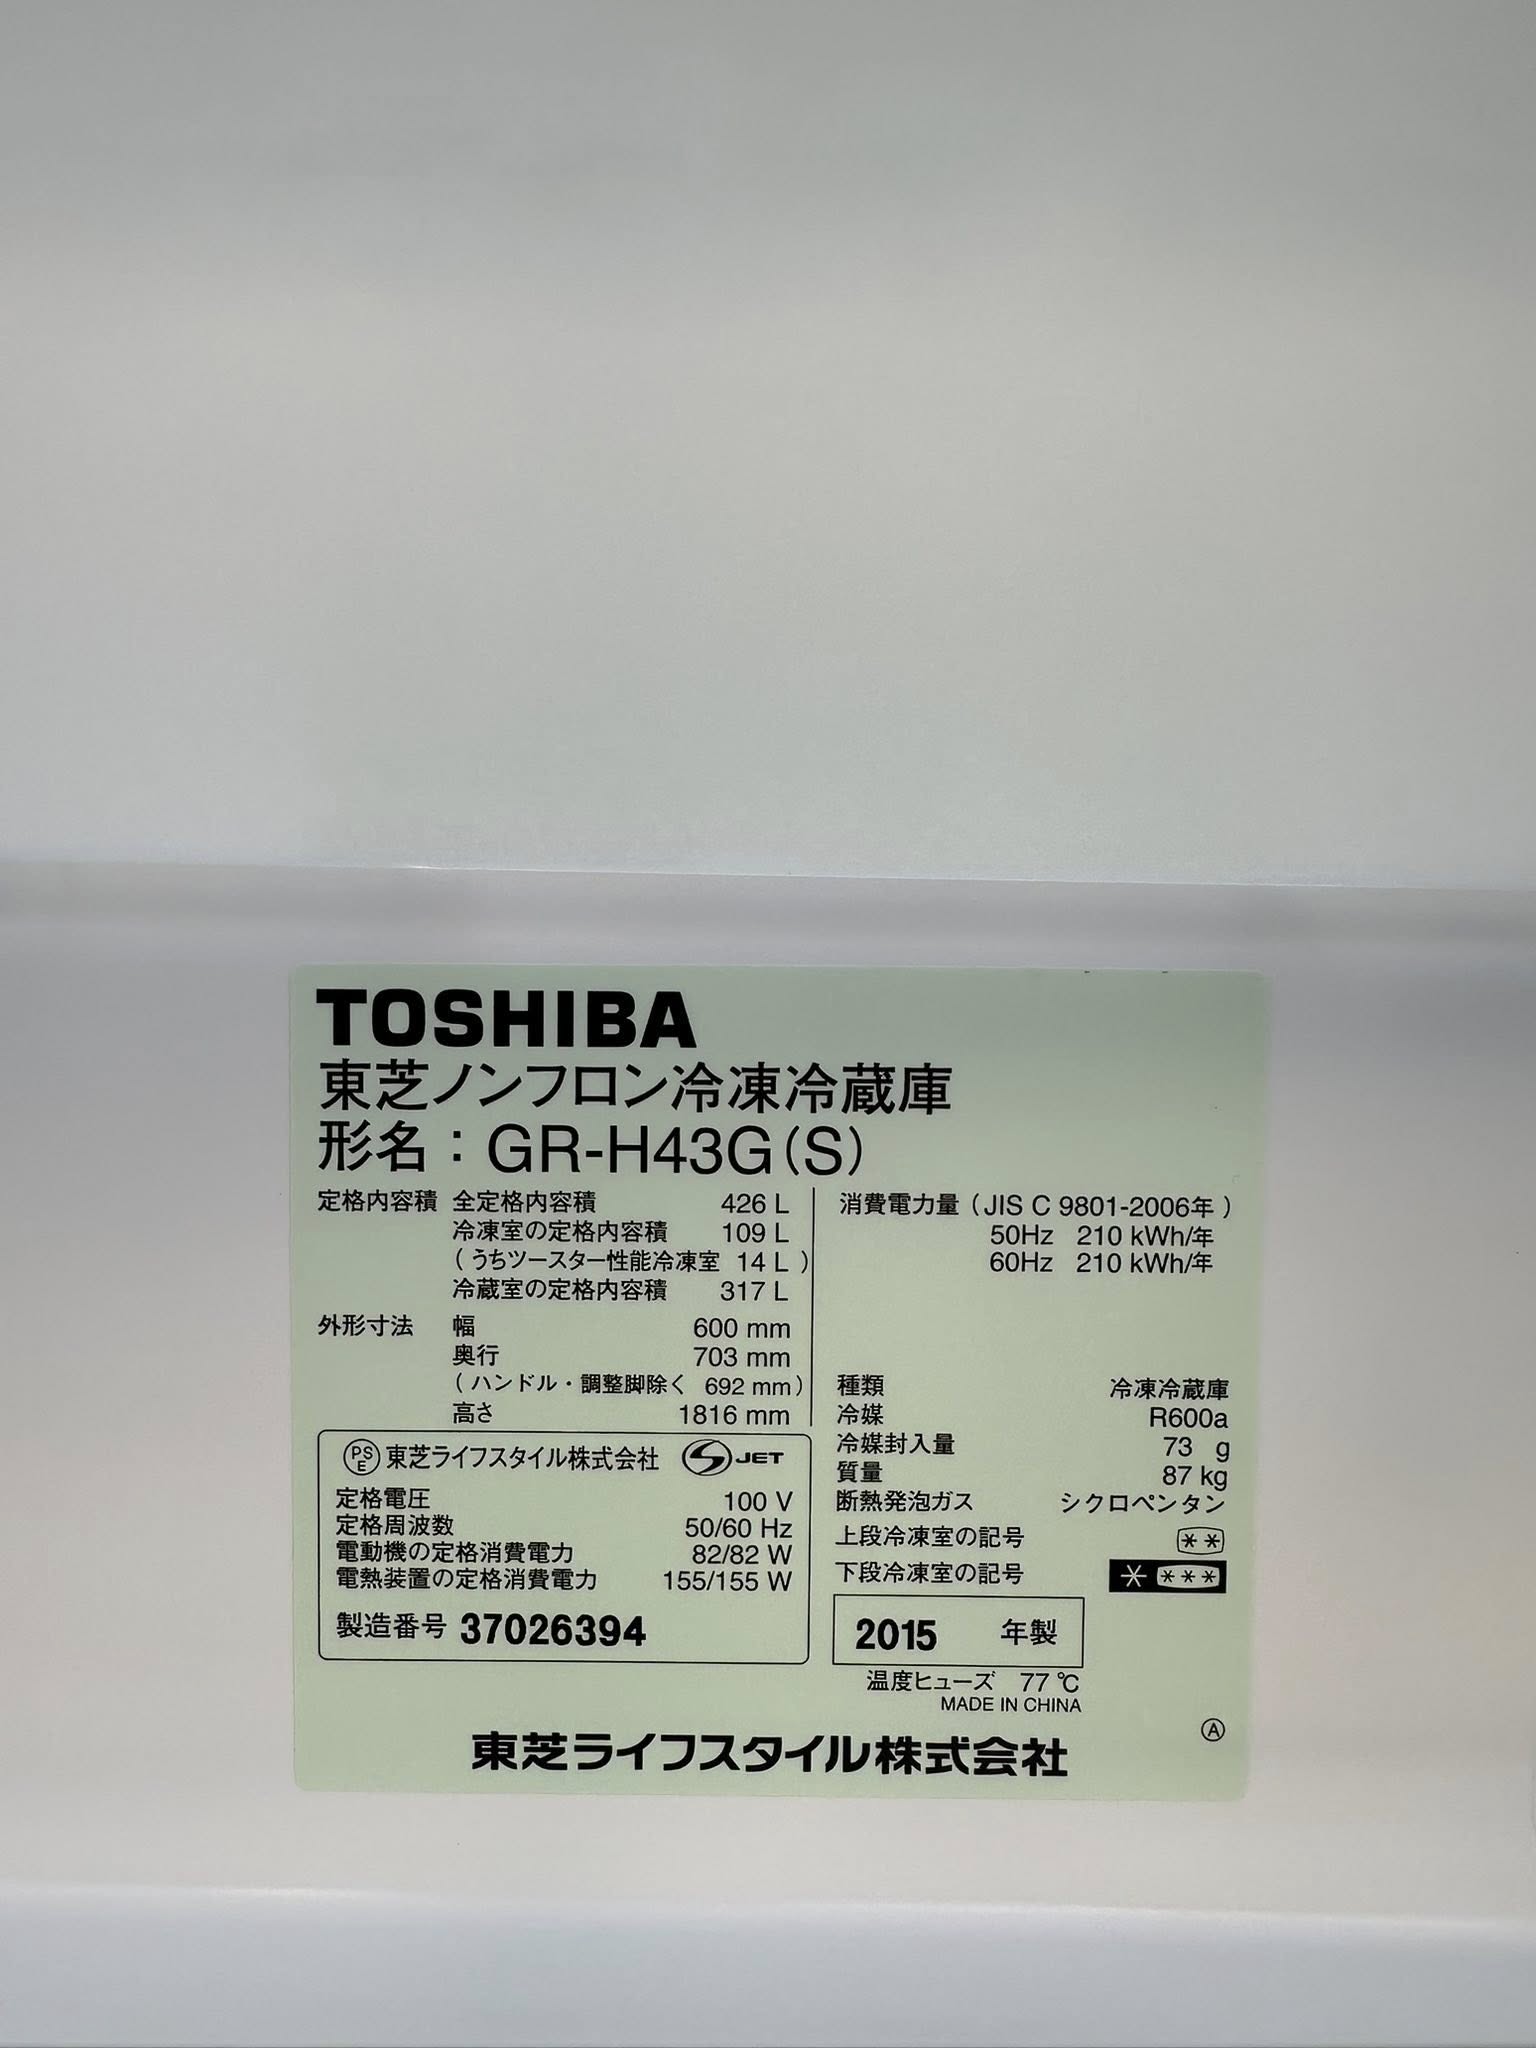 TOSHIBA
東芝ノンフロン冷凍冷蔵庫
形名：GR-H43G(S)
定格内容積 全定格内容積 426 L
冷凍室の定格内容積 109 L
(うちツースター性能冷凍室 14 L)
冷蔵室の定格内容積 317 L
外形寸法 幅 600 mm
奥行 703 mm
(ハンドル・調整脚除く 692 mm)
高さ 1816 mm
PSE 東芝ライフスタイル株式会社 S JET
定格電圧 100 V
定格周波数 50/60 Hz
電動機の定格消費電力 82/82 W
電熱装置の定格消費電力 155/155 W
製造番号 37026394
消費電力量 (JIS C 9801-2006年)
50Hz 210 kWh/年
60Hz 210 kWh/年
種類 冷凍冷蔵庫
冷媒 R600a
冷媒封入量 73 g
質量 87 kg
断熱発泡ガス シクロペンタン
上段冷凍室の記号 **
下段冷凍室の記号 * ***
2015 年製
温度ヒューズ 77 ℃
MADE IN CHINA
Ⓐ
東芝ライフスタイル株式会社